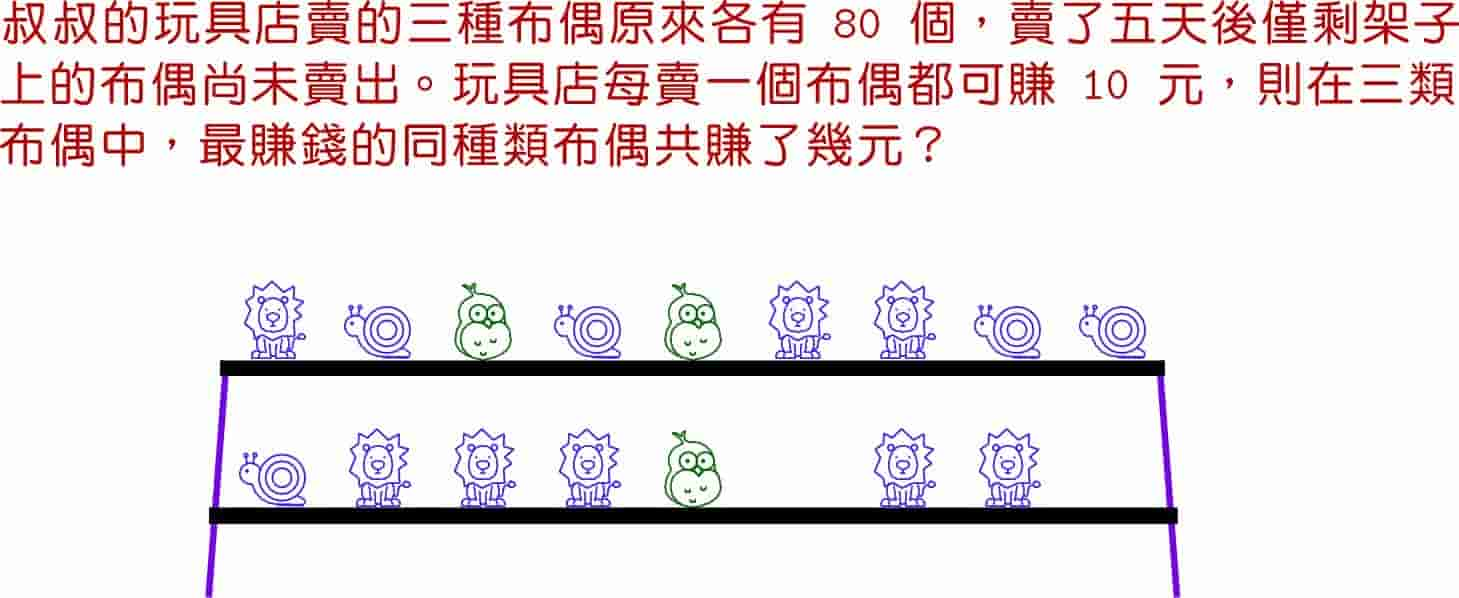 叔叔的玩具店賣的三種布偶原來各有 80 個，賣了五天後僅剩架子
上的布偶尚未賣出。玩具店每賣一個布偶都可賺 10 元，則在三類
布偶中，最賺錢的同種類布偶共賺了幾元？